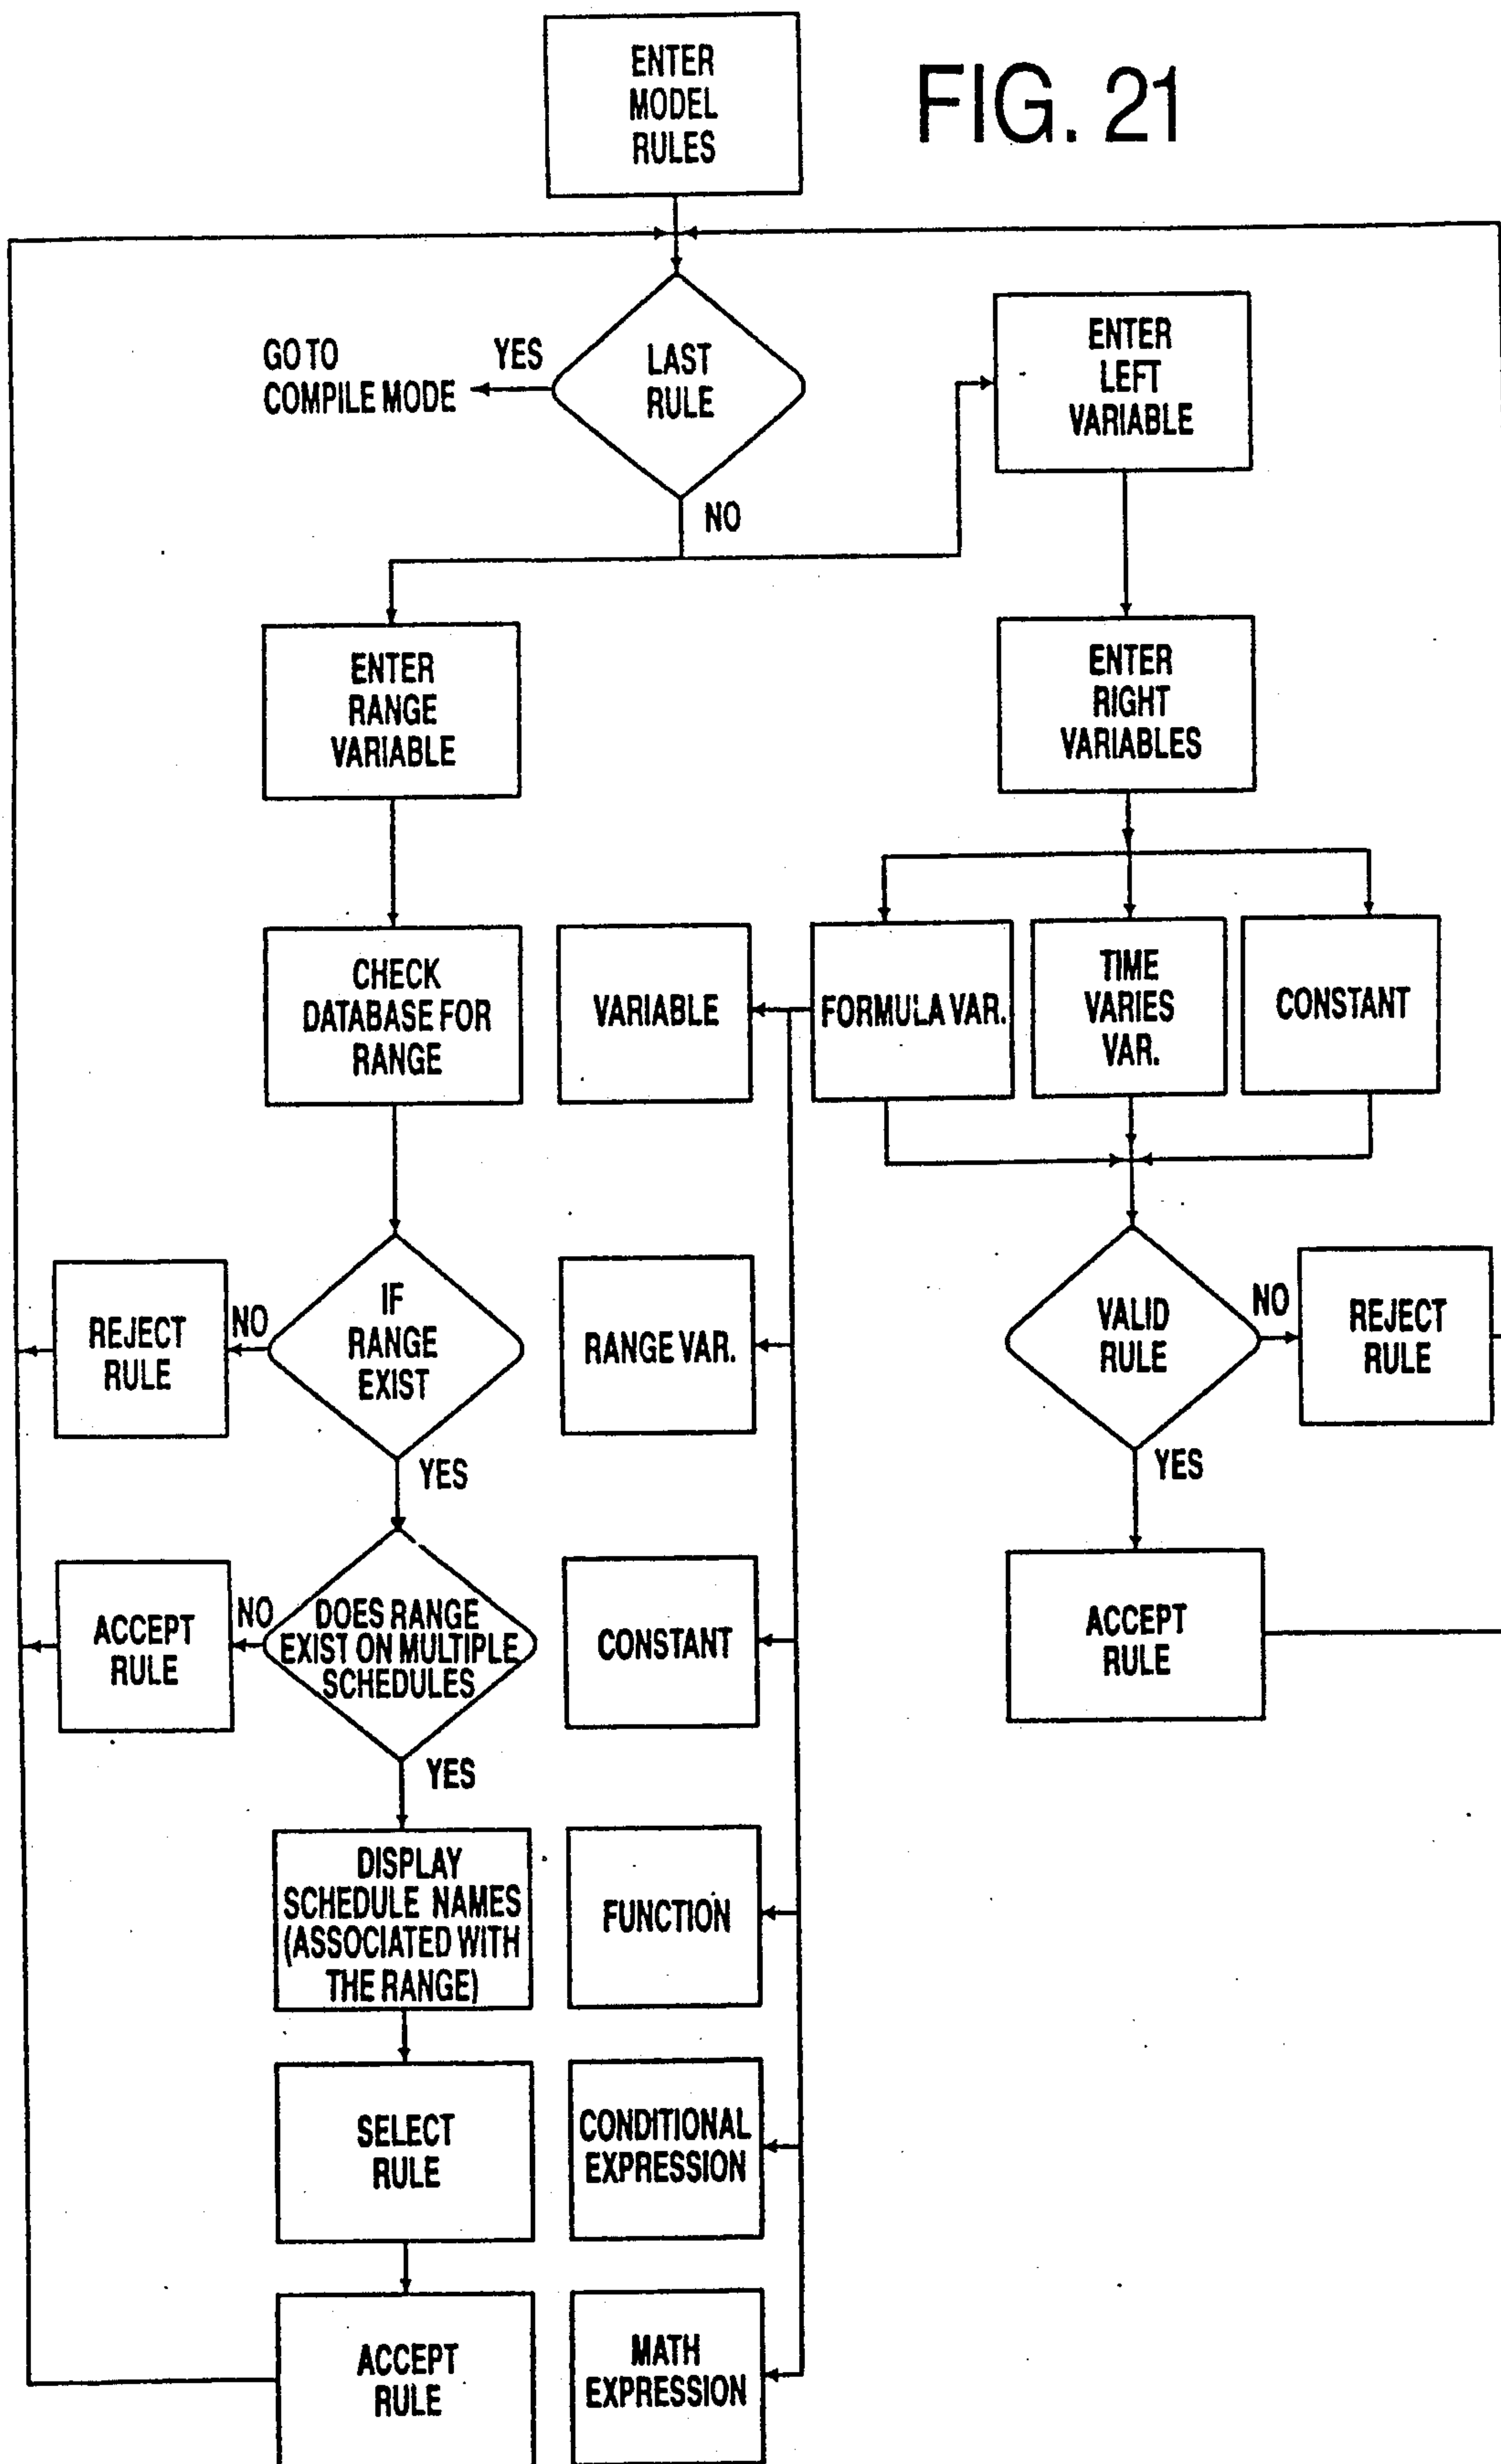 ENTER
MODEL
RULES
FIG. 21
GO TO
COMPILE MODE
YES
LAST
RULE
NO
ENTER
LEFT
VARIABLE
ENTER
RANGE
VARIABLE
ENTER
RIGHT
VARIABLES
CHECK
DATABASE FOR
RANGE
VARIABLE
FORMULA VAR.
TIME
VARIES
VAR.
CONSTANT
REJECT
RULE
NO
IF
RANGE
EXIST
YES
RANGE VAR.
VALID
RULE
NO
REJECT
RULE
YES
ACCEPT
RULE
NO
DOES RANGE
EXIST ON MULTIPLE
SCHEDULES
YES
CONSTANT
ACCEPT
RULE
DISPLAY
SCHEDULE NAMES
(ASSOCIATED WITH
THE RANGE)
FUNCTION
SELECT
RULE
CONDITIONAL
EXPRESSION
ACCEPT
RULE
MATH
EXPRESSION